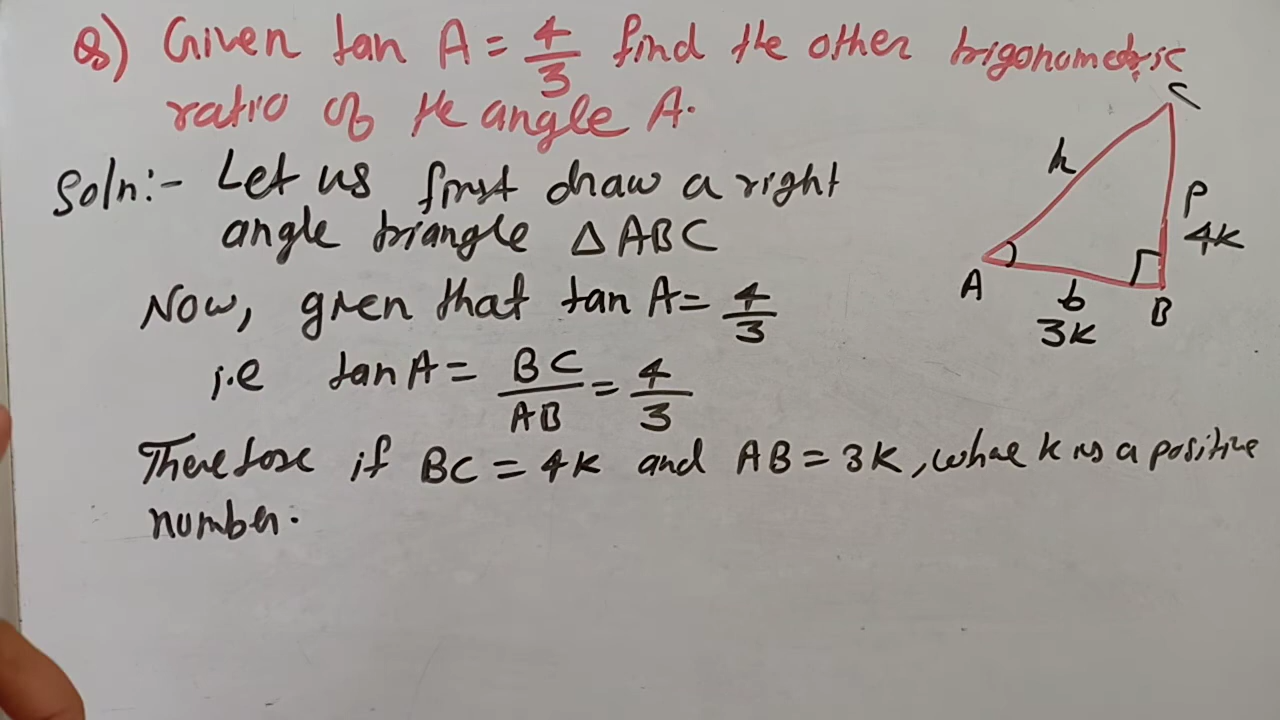 Q) Given tan A = 4/3 find the other trigonometric
ratio of the angle A.
Soln:- Let us first draw a right
angle triangle △ABC
Now, given that tan A = 4/3
i.e tan A = BC/AB = 4/3
Therefore if BC = 4K and AB = 3K, where k is a positive
number.
C
h
P
4K
A
b
B
3K